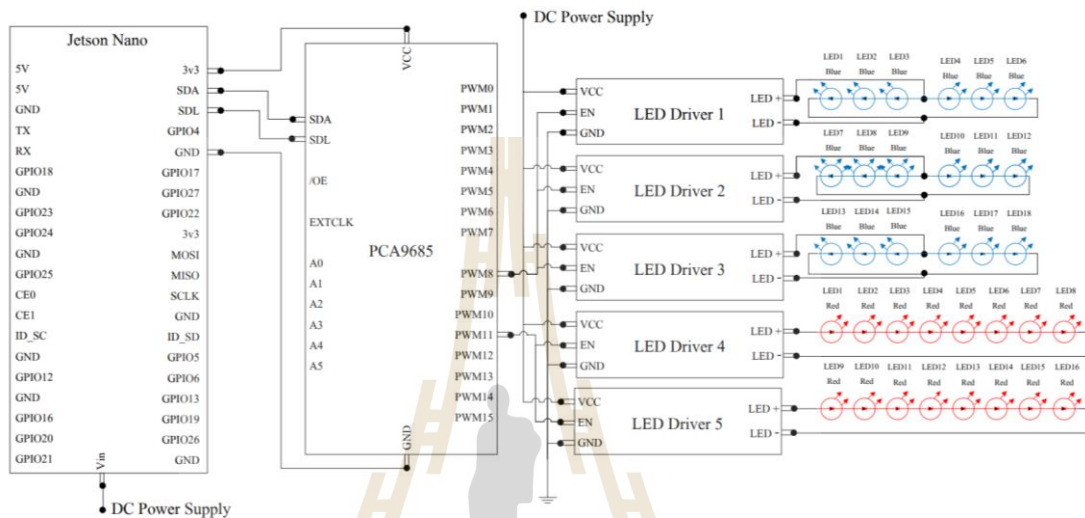 DC Power Supply
Jetson Nano
5V
5V
GND
TX
RX
GPIO18
GND
GPIO23
GPIO24
GND
GPIO25
CE0
CE1
ID_SC
GND
GPIO12
GND
GPIO16
GPIO20
GPIO21
3v3
SDA
SDL
GPIO4
GND
GPIO17
GPIO27
GPIO22
3v3
MOSI
MISO
SCLK
GND
ID_SD
GPIO5
GPIO6
GPIO13
GPIO19
GPIO26
GND
Vin
DC Power Supply
VCC
SDA
SDL
/OE
EXTCLK
A0
A1
A2
A3
A4
A5
PCA9685
PWM0
PWM1
PWM2
PWM3
PWM4
PWM5
PWM6
PWM7
PWM8
PWM9
PWM10
PWM11
PWM12
PWM13
PWM14
PWM15
GND
VCC
EN
GND
LED Driver 1
LED +
LED -
LED1 LED2 LED3 LED4 LED5 LED6
Blue Blue Blue Blue Blue Blue
VCC
EN
GND
LED Driver 2
LED +
LED -
LED7 LED8 LED9 LED10 LED11 LED12
Blue Blue Blue Blue Blue Blue
VCC
EN
GND
LED Driver 3
LED +
LED -
LED13 LED14 LED15 LED16 LED17 LED18
Blue Blue Blue Blue Blue Blue
VCC
EN
GND
LED Driver 4
LED +
LED -
LED1 LED2 LED3 LED4 LED5 LED6 LED7 LED8
Red Red Red Red Red Red Red Red
VCC
EN
GND
LED Driver 5
LED +
LED -
LED9 LED10 LED11 LED12 LED13 LED14 LED15 LED16
Red Red Red Red Red Red Red Red